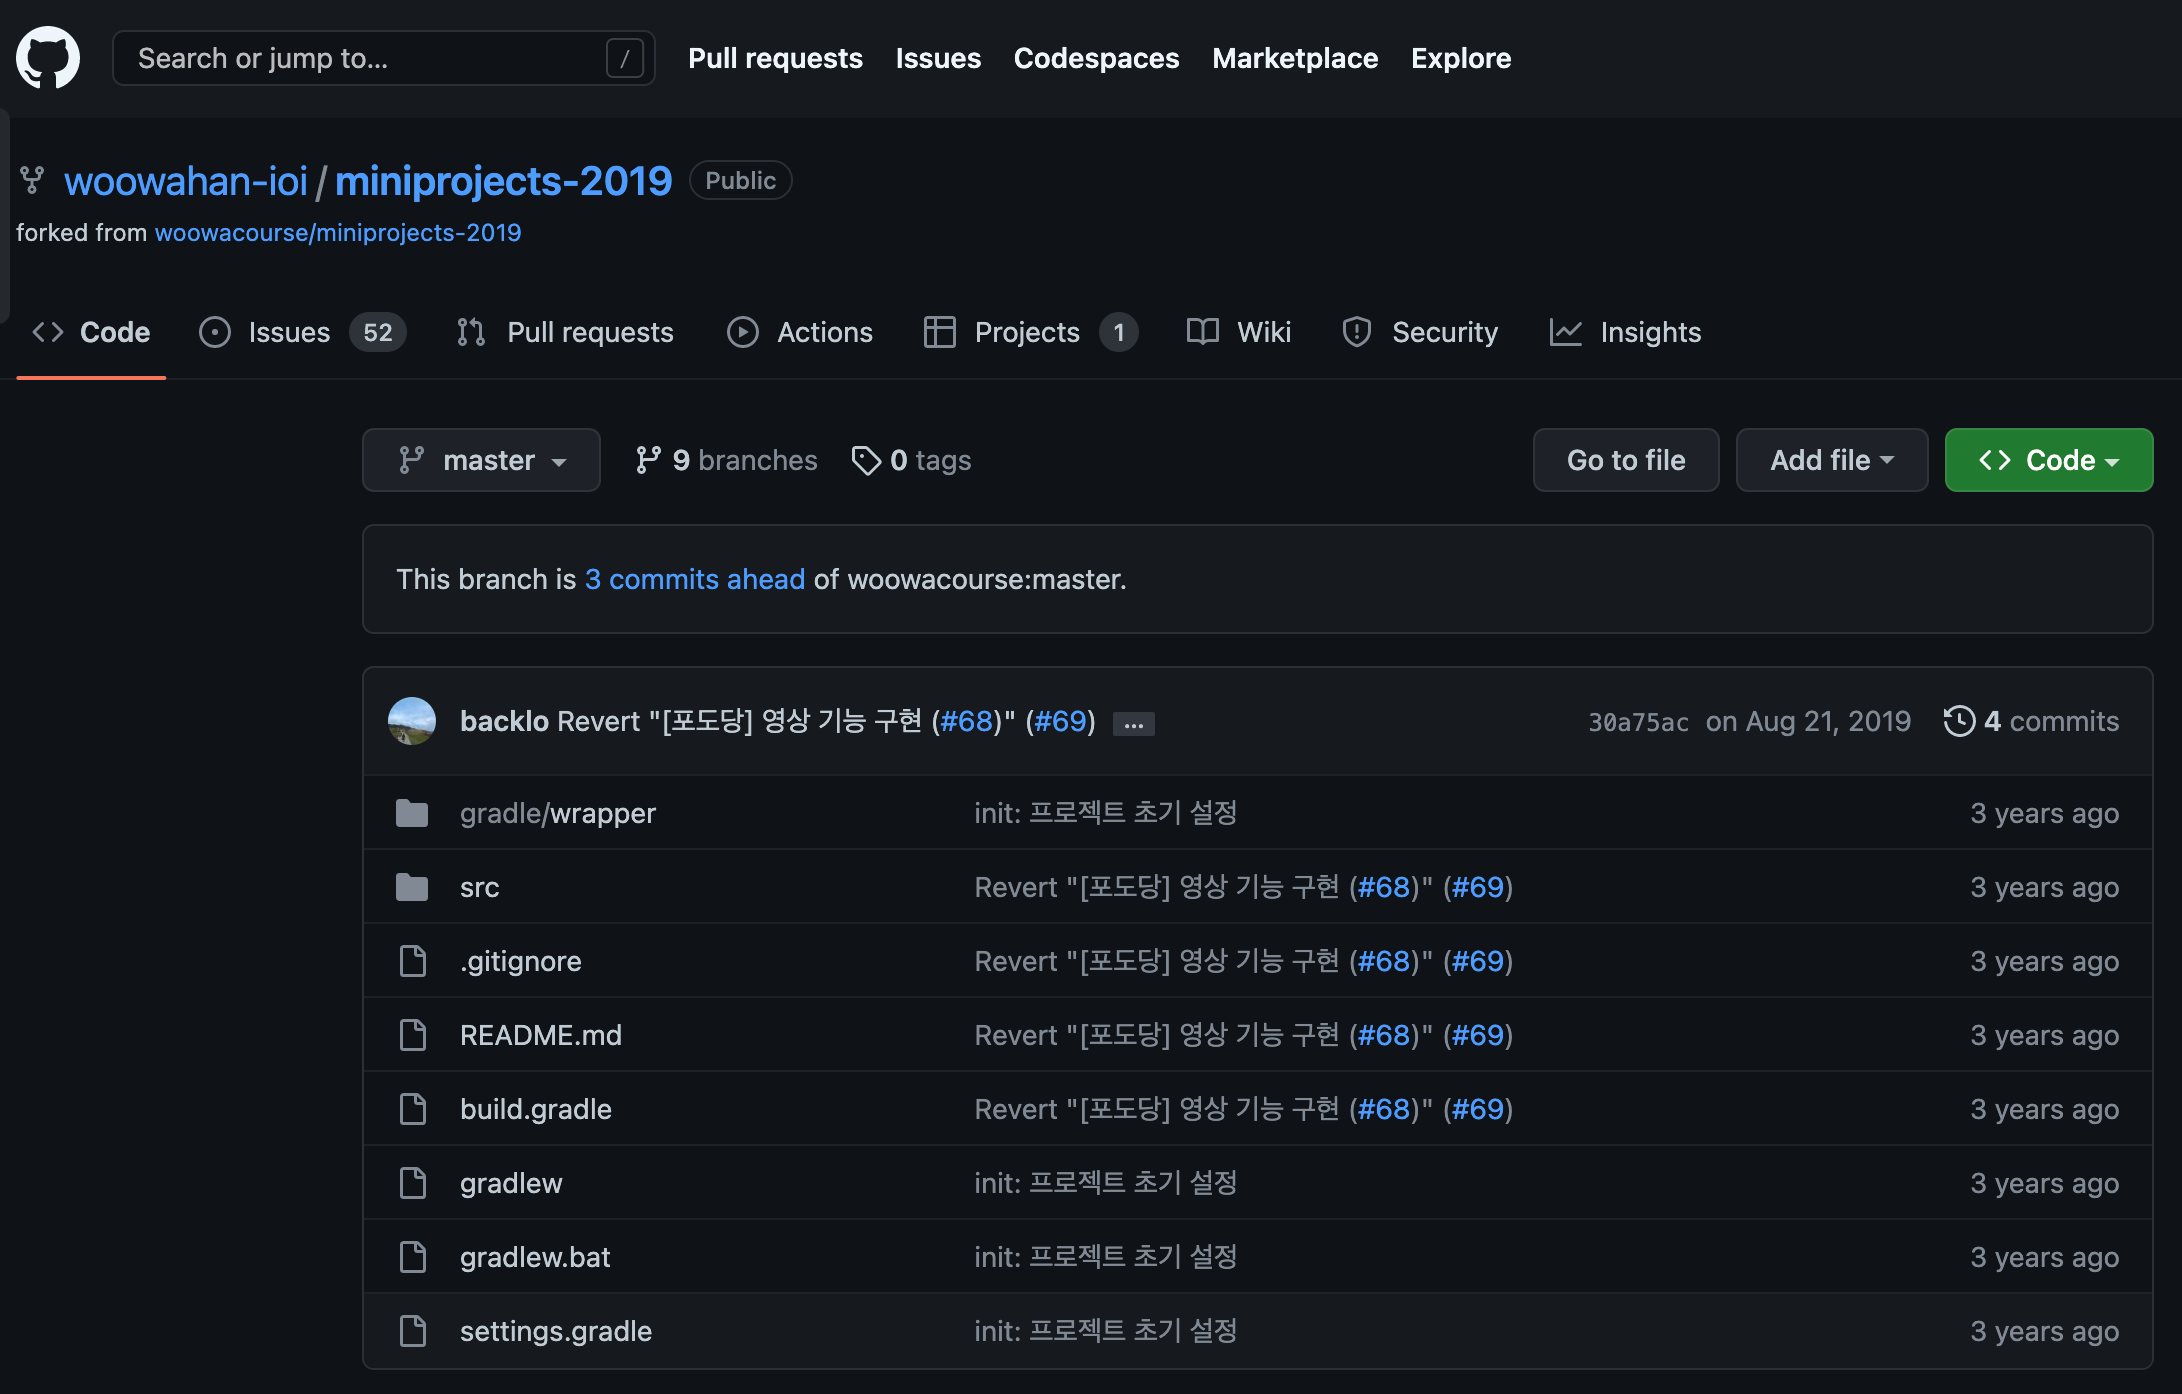 Search or jump to... / Pull requests Issues Codespaces Marketplace Explore
woowahan-ioi / miniprojects-2019 Public
forked from woowacourse/miniprojects-2019
Code Issues 52 Pull requests Actions Projects 1 Wiki Security Insights
master 9 branches 0 tags Go to file Add file Code
This branch is 3 commits ahead of woowacourse:master.
backlo Revert "[포도당] 영상 기능 구현 (#68)" (#69) ... 30a75ac on Aug 21, 2019 4 commits
gradle/wrapper init: 프로젝트 초기 설정 3 years ago
src Revert "[포도당] 영상 기능 구현 (#68)" (#69) 3 years ago
.gitignore Revert "[포도당] 영상 기능 구현 (#68)" (#69) 3 years ago
README.md Revert "[포도당] 영상 기능 구현 (#68)" (#69) 3 years ago
build.gradle Revert "[포도당] 영상 기능 구현 (#68)" (#69) 3 years ago
gradlew init: 프로젝트 초기 설정 3 years ago
gradlew.bat init: 프로젝트 초기 설정 3 years ago
settings.gradle init: 프로젝트 초기 설정 3 years ago